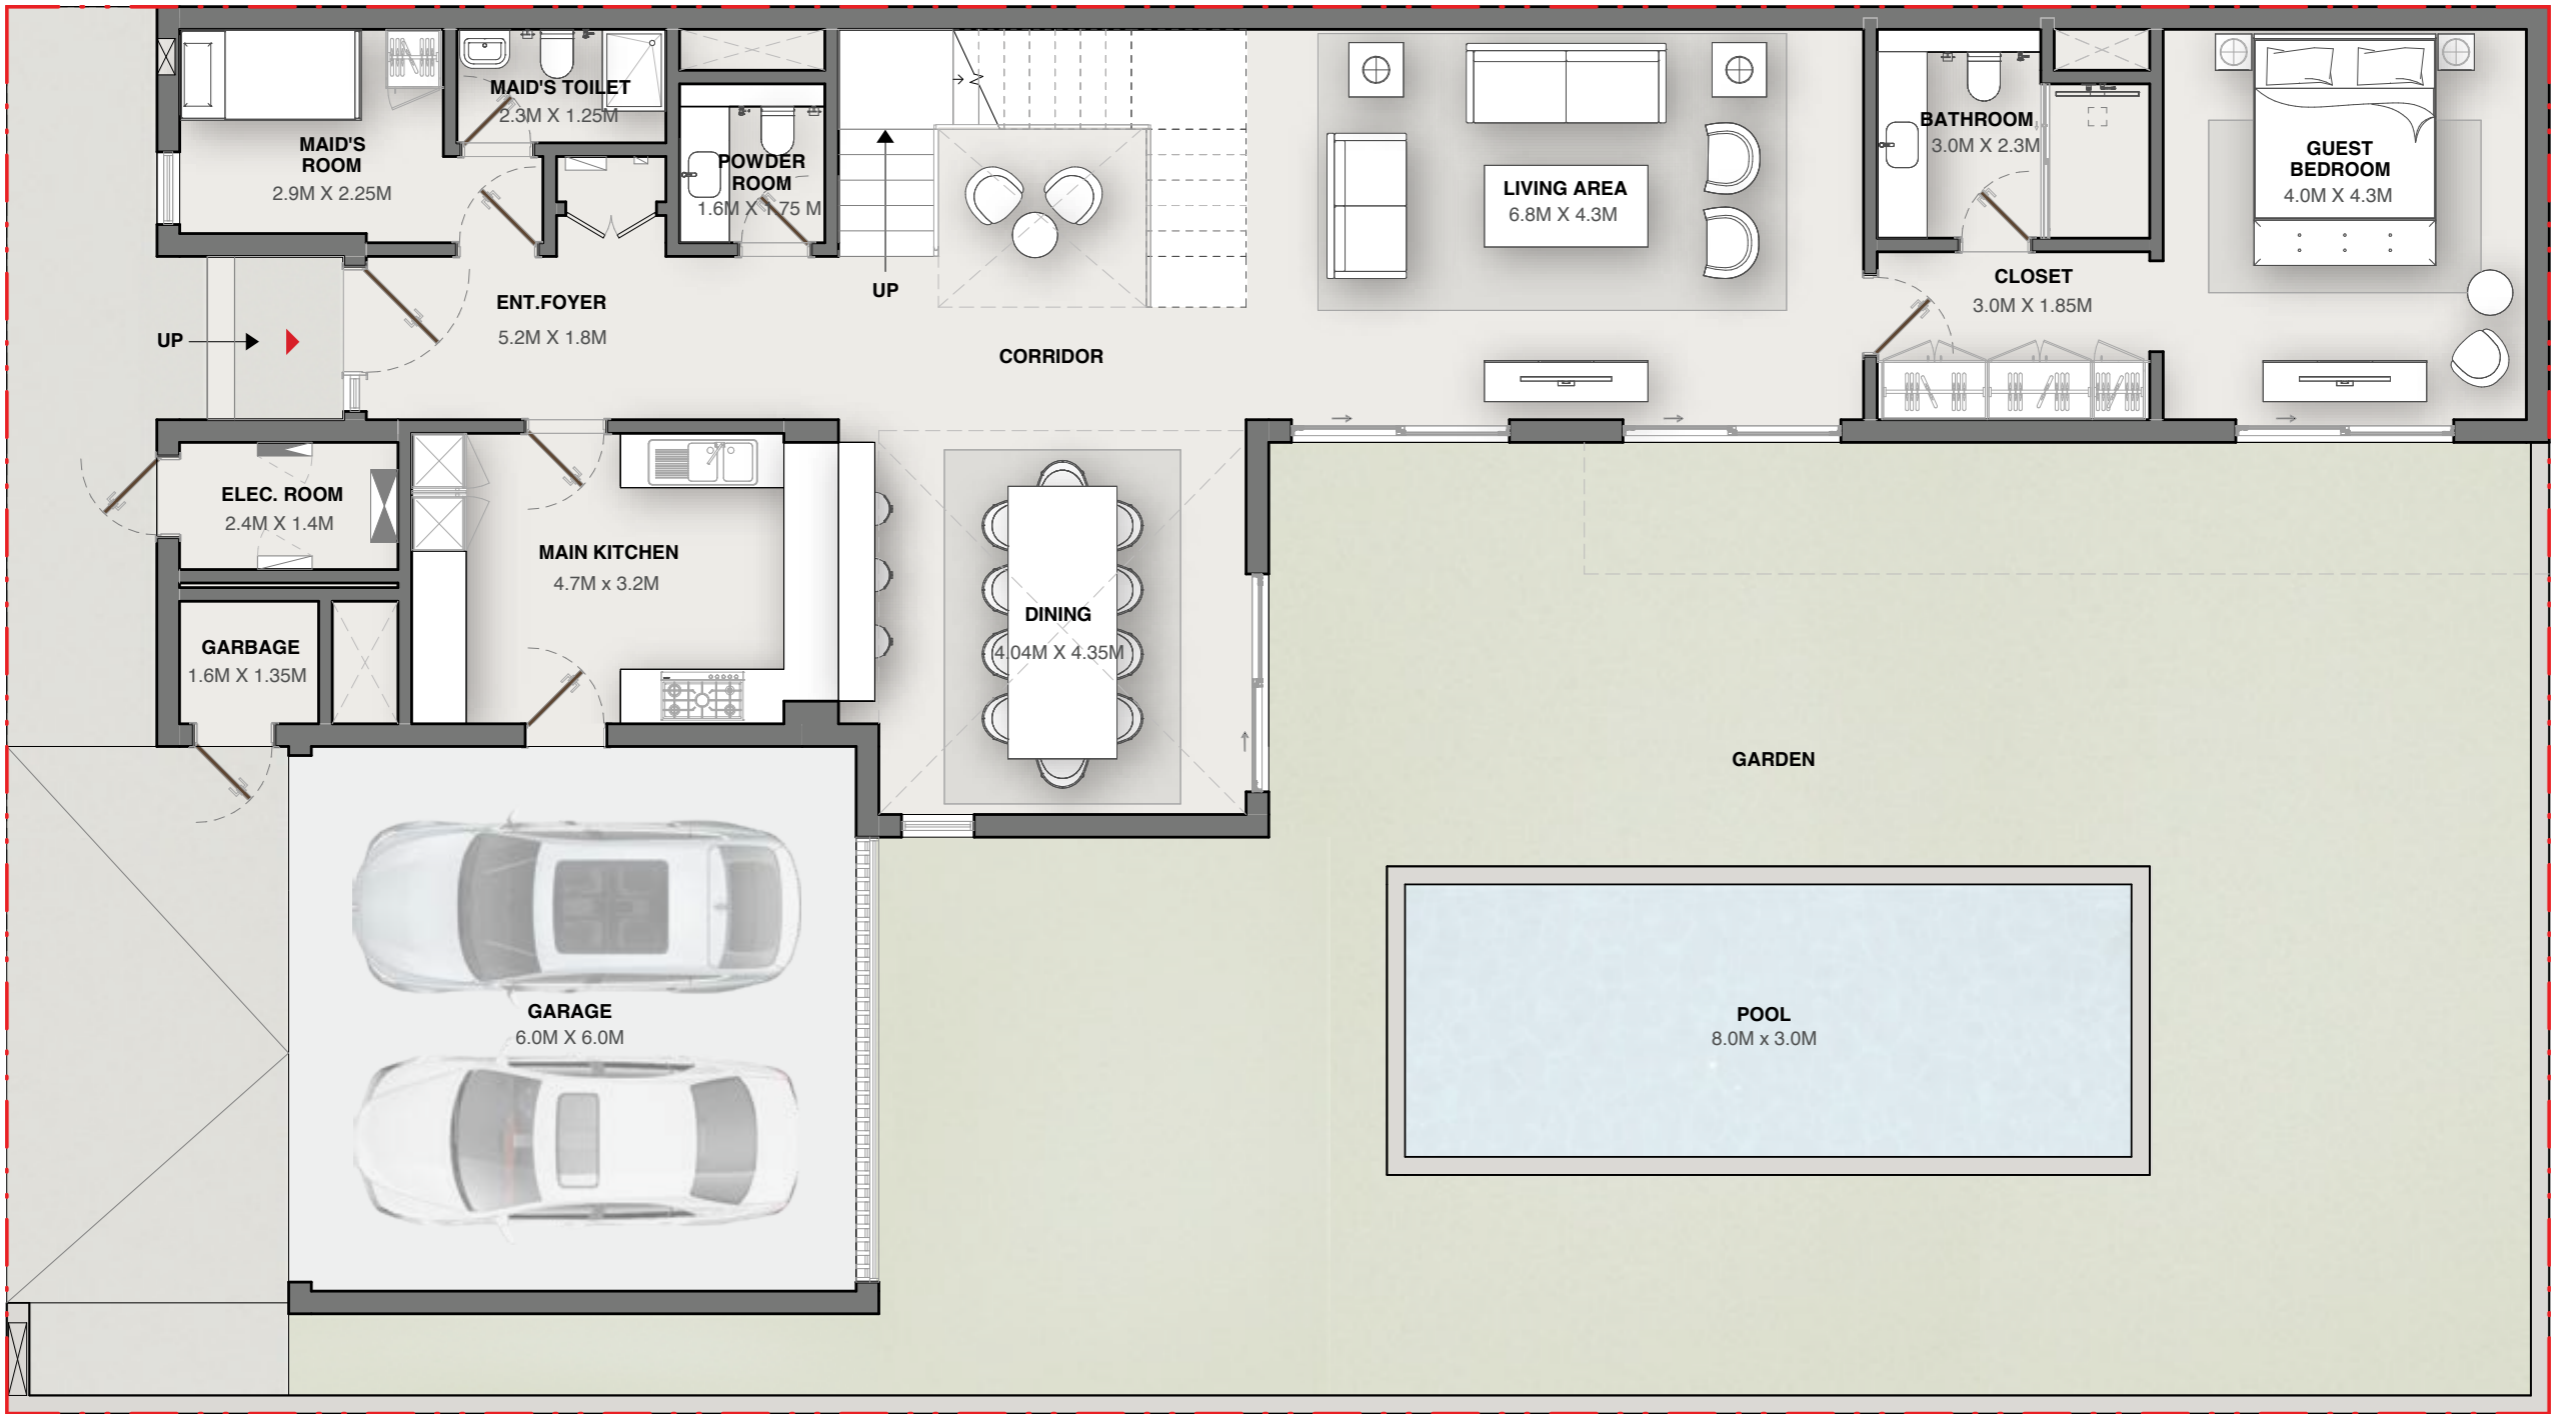 MAID'S TOILET
2.3M X 1.25M
MAID'S
ROOM
2.9M X 2.25M
POWDER
ROOM
1.6M X 1.75 M
LIVING AREA
6.8M X 4.3M
BATHROOM
3.0M X 2.3M
GUEST
BEDROOM
4.0M X 4.3M
CLOSET
3.0M X 1.85M
UP
ENT.FOYER
5.2M X 1.8M
UP
CORRIDOR
ELEC. ROOM
2.4M X 1.4M
MAIN KITCHEN
4.7M x 3.2M
DINING
4.04M X 4.35M
GARBAGE
1.6M X 1.35M
GARDEN
GARAGE
6.0M X 6.0M
POOL
8.0M x 3.0M